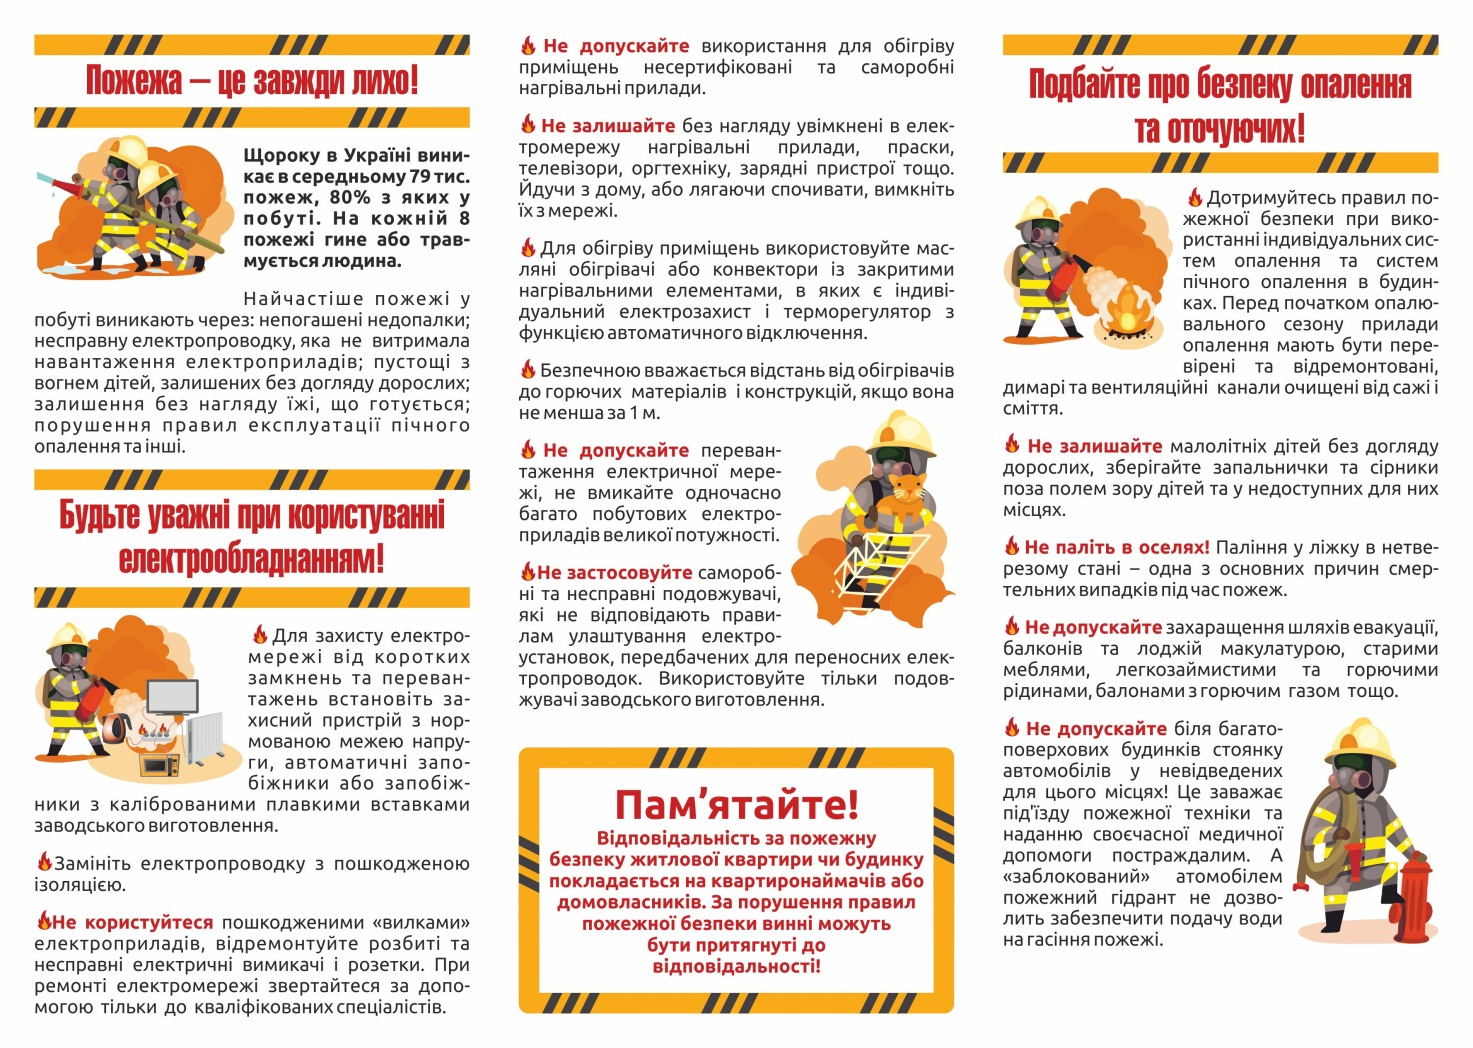 Пожежа – це завжди лихо!
Щороку в Україні вини-
кає в середньому 79 тис.
пожеж, 80% з яких у
побуті. На кожній 8
пожежі гине або трав-
мується людина.
Найчастіше пожежі у
побуті виникають через: непогашені недопалки;
несправну електропроводку, яка не витримала
навантаження електроприладів; пустощі з
вогнем дітей, залишених без догляду дорослих;
залишення без нагляду їжі, що готується;
порушення правил експлуатації пічного
опалення та інші.
Будьте уважні при користуванні
електрообладнанням!
Для захисту електро-
мережі від коротких
замкнень та переван-
тажень встановіть за-
хисний пристрій з нор-
мованою межею напру-
ги, автоматичні запо-
біжники або запобіж-
ники з каліброваними плавкими вставками
заводського виготовлення.
Замініть електропроводку з пошкодженою
ізоляцією.
Не користуйтеся пошкодженими «вилками»
електроприладів, відремонтуйте розбиті та
несправні електричні вимикачі і розетки. При
ремонті електромережі звертайтеся за допо-
могою тільки до кваліфікованих спеціалістів.
Не допускайте використання для обігріву
приміщень несертифіковані та саморобні
нагрівальні прилади.
Не залишайте без нагляду увімкнені в елек-
тромережу нагрівальні прилади, праски,
телевізори, оргтехніку, зарядні пристрої тощо.
Йдучи з дому, або лягаючи спочивати, вимкніть
їх з мережі.
Для обігріву приміщень використовуйте мас-
ляні обігрівачі або конвектори із закритими
нагрівальними елементами, в яких є індиві-
дуальний електрозахист і терморегулятор з
функцією автоматичного відключення.
Безпечною вважається відстань від обігрівачів
до горючих матеріалів і конструкцій, якщо вона
не менша за 1 м.
Не допускайте переван-
таження електричної мере-
жі, не вмикайте одночасно
багато побутових електро-
приладів великої потужності.
Не застосовуйте самороб-
ні та несправні подовжувачі,
які не відповідають прави-
лам улаштування електро-
установок, передбачених для переносних елек-
тропроводок. Використовуйте тільки подов-
жувачі заводського виготовлення.
Пам’ятайте!
Відповідальність за пожежну
безпеку житлової квартири чи будинку
покладається на квартиронаймачів або
домовласників. За порушення правил
пожежної безпеки винні можуть
бути притягнуті до
відповідальності!
Подбайте про безпеку опалення
та оточуючих!
Дотримуйтесь правил по-
жежної безпеки при вико-
ристанні індивідуальних сис-
тем опалення та систем
пічного опалення в будин-
ках. Перед початком опалю-
вального сезону прилади
опалення мають бути пере-
вірені та відремонтовані,
димарі та вентиляційні канали очищені від сажі і
сміття.
Не залишайте малолітніх дітей без догляду
дорослих, зберігайте запальнички та сірники
поза полем зору дітей та у недоступних для них
місцях.
Не паліть в оселях! Паління у ліжку в нетве-
резому стані – одна з основних причин смер-
тельних випадків під час пожеж.
Не допускайте захаращення шляхів евакуації,
балконів та лоджій макулатурою, старими
меблями, легкозаймистими та горючими
рідинами, балонами з горючим газом тощо.
Не допускайте біля багато-
поверхових будинків стоянку
автомобілів у невідведених
для цього місцях! Це заважає
під'їзду пожежної техніки та
наданню своєчасної медичної
допомоги постраждалим. А
«заблокований» атомобілем
пожежний гідрант не дозво-
лить забезпечити подачу води
на гасіння пожежі.